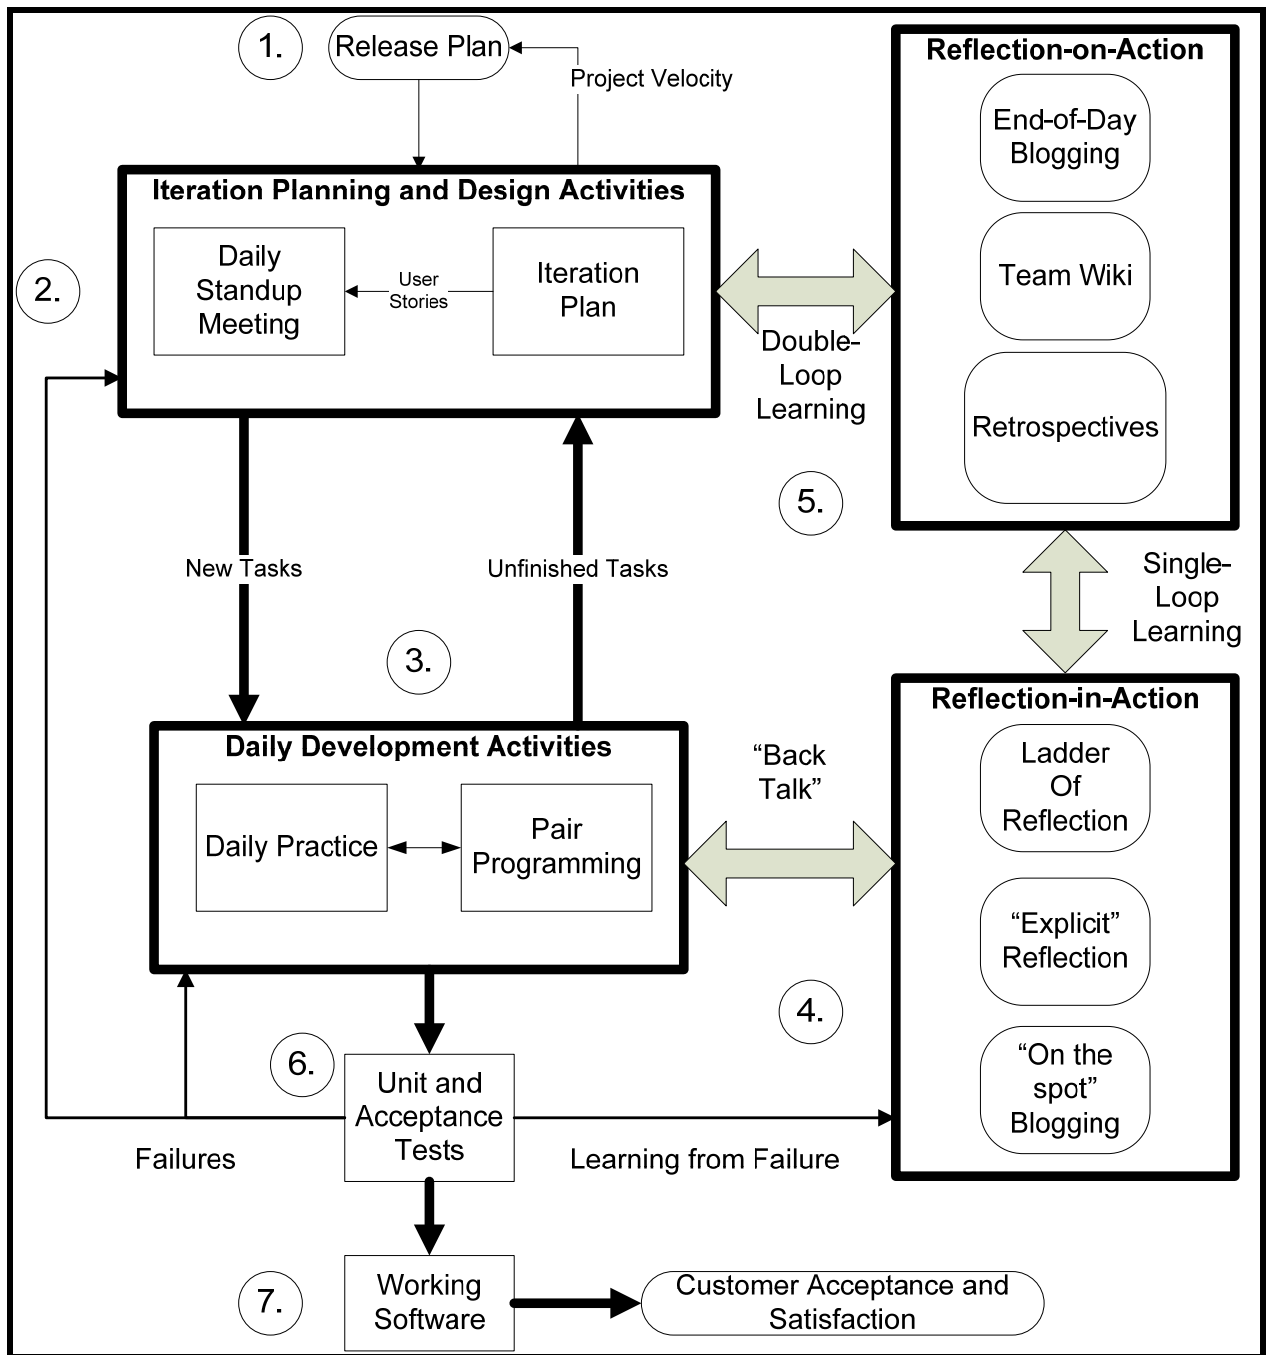 1.
Release Plan
Project Velocity
Iteration Planning and Design Activities
2.
Daily
Standup
Meeting
User
Stories
Iteration
Plan
Double-
Loop
Learning
Reflection-on-Action
End-of-Day
Blogging
Team Wiki
Retrospectives
5.
New Tasks
Unfinished Tasks
Single-
Loop
Learning
3.
Daily Development Activities
Daily Practice
Pair
Programming
“Back
Talk”
4.
Reflection-in-Action
Ladder
Of
Reflection
“Explicit”
Reflection
“On the
spot”
Blogging
6.
Unit and
Acceptance
Tests
Failures
Learning from Failure
7.
Working
Software
Customer Acceptance and
Satisfaction